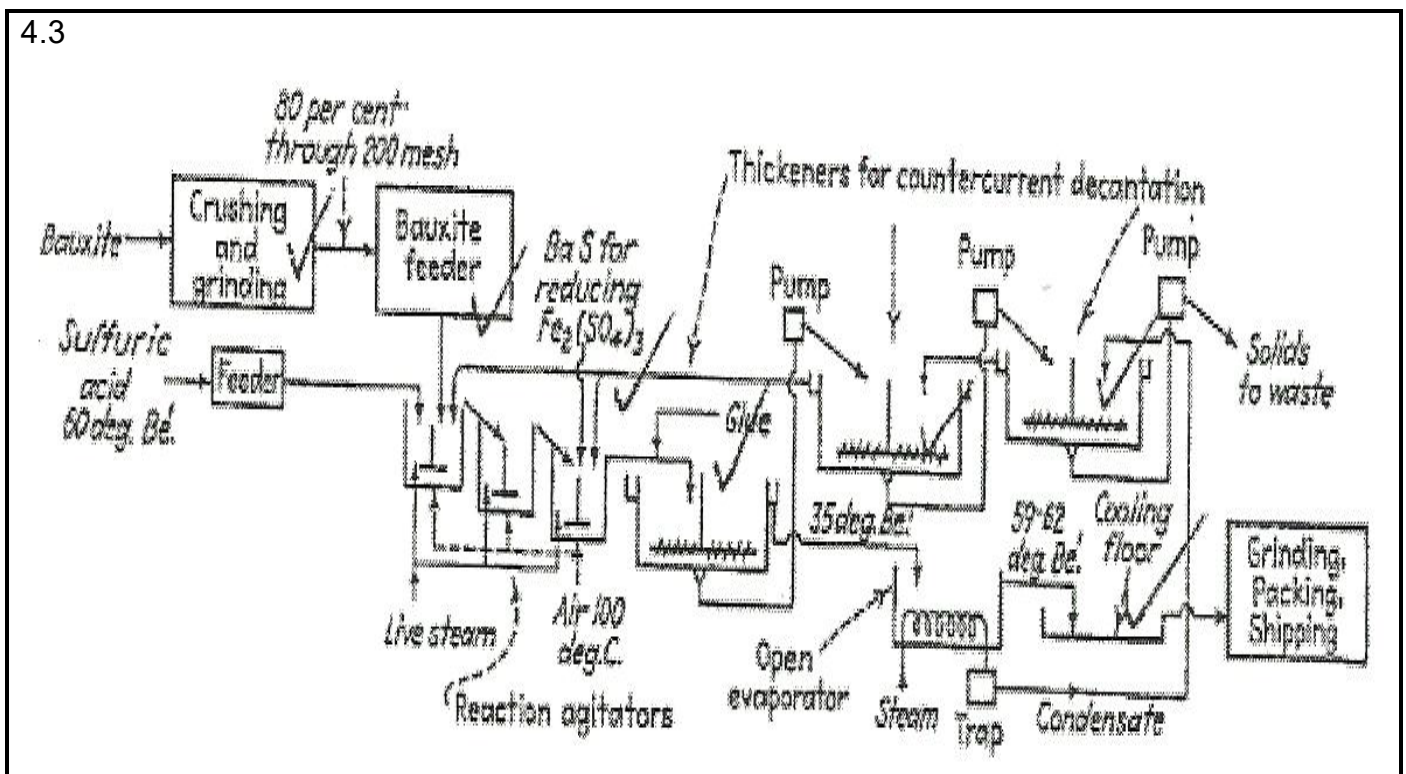 4.3
80 per cent
through 200 mesh
Thickeners for countercurrent decantation
Crushing
and
grinding
Bauxite
feeder
Bauxite
Ba S for
reducing
Fe2(SO4)3
Pump
Pump
Pump
Sulfuric
acid
60 deg. Bé.
Feeder
Solids
to waste
Glue
35 deg. Bé.
59-62
deg. Bé.
Cooling
floor
Grinding,
Packing,
Shipping
Live steam
Air-100
deg.C.
Reaction agitators
Open
evaporator
Steam
Trap
Condensate